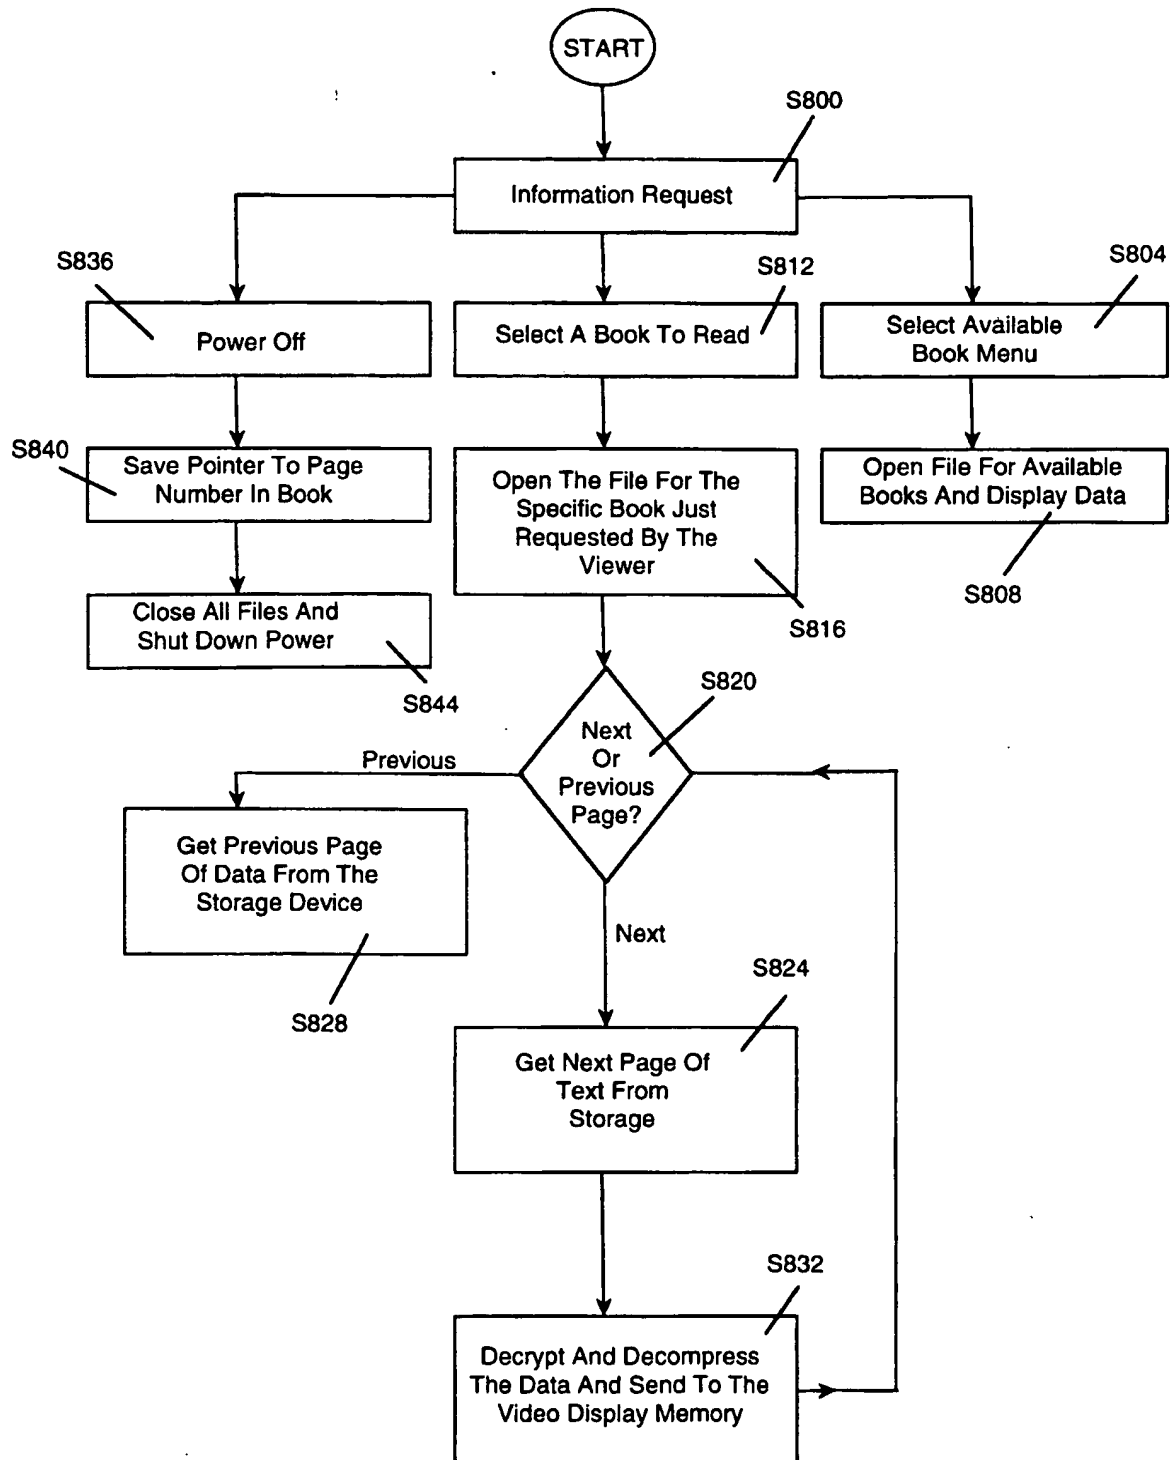 START
S800
Information Request
S836
S812
S804
Power Off
Select A Book To Read
Select Available
Book Menu
S840
Save Pointer To Page
Number In Book
Open The File For The
Specific Book Just
Requested By The
Viewer
Open File For Available
Books And Display Data
S808
S816
Close All Files And
Shut Down Power
S844
S820
Next
Or
Previous
Page?
Previous
Get Previous Page
Of Data From The
Storage Device
S828
Next
S824
Get Next Page Of
Text From
Storage
S832
Decrypt And Decompress
The Data And Send To The
Video Display Memory